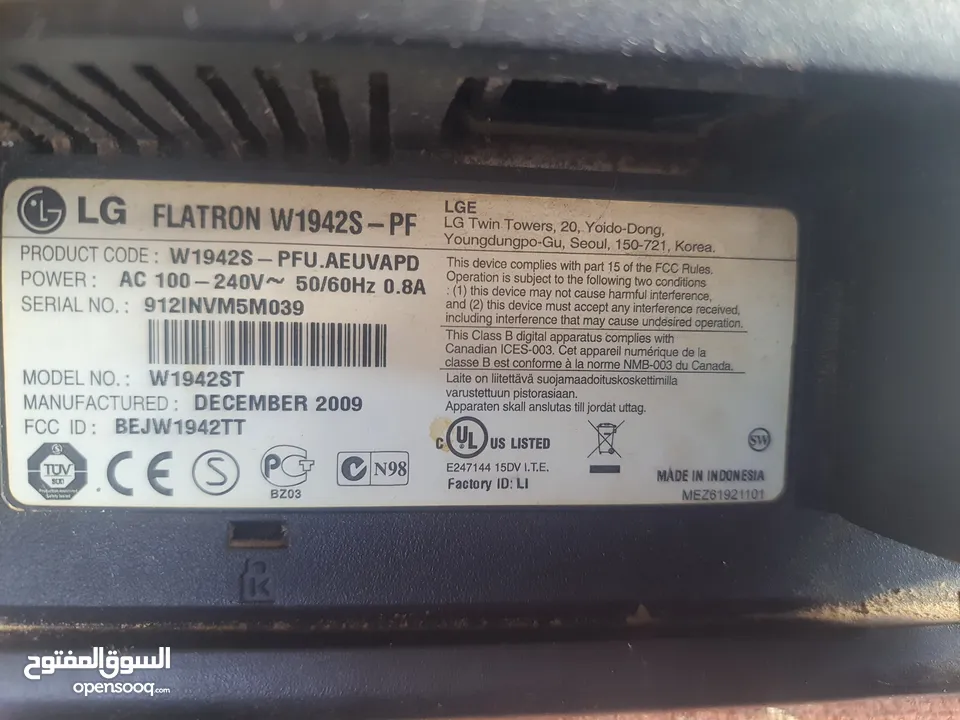 LG FLATRON W1942S-PF
PRODUCT CODE : W1942S-PFU.AEUVAPD
POWER : AC 100-240V~ 50/60Hz 0.8A
SERIAL NO. : 912INVM5M039
MODEL NO. : W1942ST
MANUFACTURED : DECEMBER 2009
FCC ID : BEJW1942TT
TUV
CE
S
PCT
BZ03
N98
LGE
LG Twin Towers, 20, Yoido-Dong,
Youngdungpo-Gu, Seoul, 150-721, Korea.
This device complies with part 15 of the FCC Rules.
Operation is subject to the following two conditions
: (1) this device may not cause harmful interference,
and (2) this device must accept any interference received,
including interference that may cause undesired operation.
This Class B digital apparatus complies with
Canadian ICES-003. Cet appareil numérique de la
classe B est conforme à la norme NMB-003 du Canada.
Laite on liitettävä suojamaadoituskoskettimilla
varustettuun pistorasiaan.
Apparaten skall anslutas till jordat uttag.
C UL US LISTED
E247144 15DV I.T.E.
Factory ID: LI
SW
MADE IN INDONESIA
MEZ61921101
K
السوق المفتوح
opensooq.com